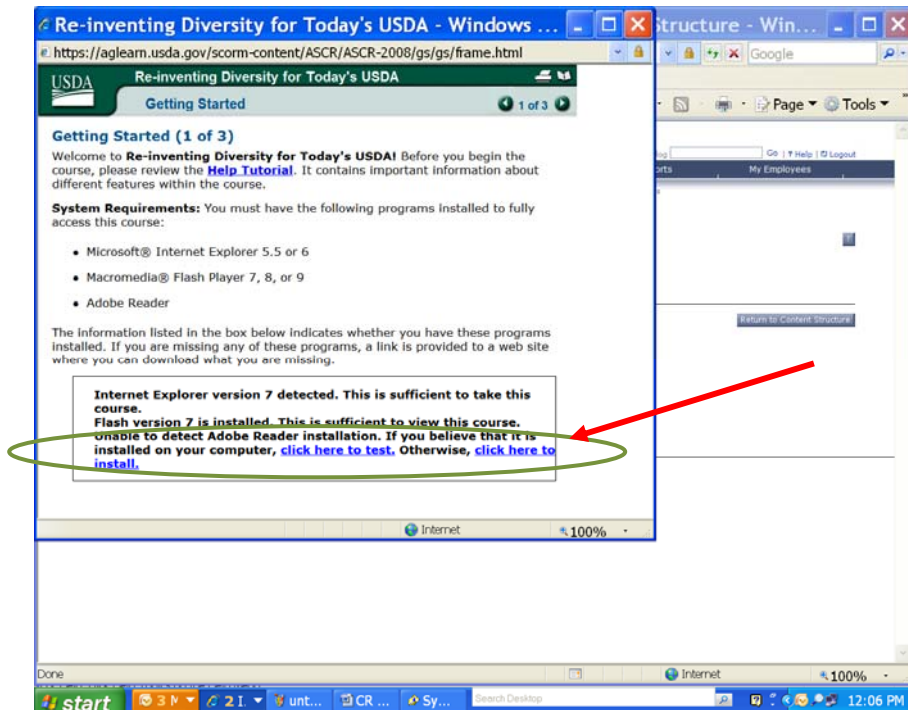 Re-inventing Diversity for Today's USDA - Windows ...
Structure - Win...
https://aglearn.usda.gov/scorm-content/ASCR/ASCR-2008/gs/gs/frame.html
Google
USDA
Re-inventing Diversity for Today's USDA
Getting Started
1 of 3
Page
Tools
Getting Started (1 of 3)
Welcome to Re-inventing Diversity for Today's USDA! Before you begin the
course, please review the Help Tutorial. It contains important information about
different features within the course.
Go | ? Help | Logout
orts
My Employees
System Requirements: You must have the following programs installed to fully
access this course:
• Microsoft® Internet Explorer 5.5 or 6
• Macromedia® Flash Player 7, 8, or 9
• Adobe Reader
Return to Content Structure
The information listed in the box below indicates whether you have these programs
installed. If you are missing any of these programs, a link is provided to a web site
where you can download what you are missing.
Internet Explorer version 7 detected. This is sufficient to take this
course.
Flash version 7 is installed. This is sufficient to view this course.
Unable to detect Adobe Reader installation. If you believe that it is
installed on your computer, click here to test. Otherwise, click here to
install.
Internet
100%
Done
Internet
100%
start
3 M
2 I.
unt...
CR ...
Sy...
Search Desktop
12:06 PM